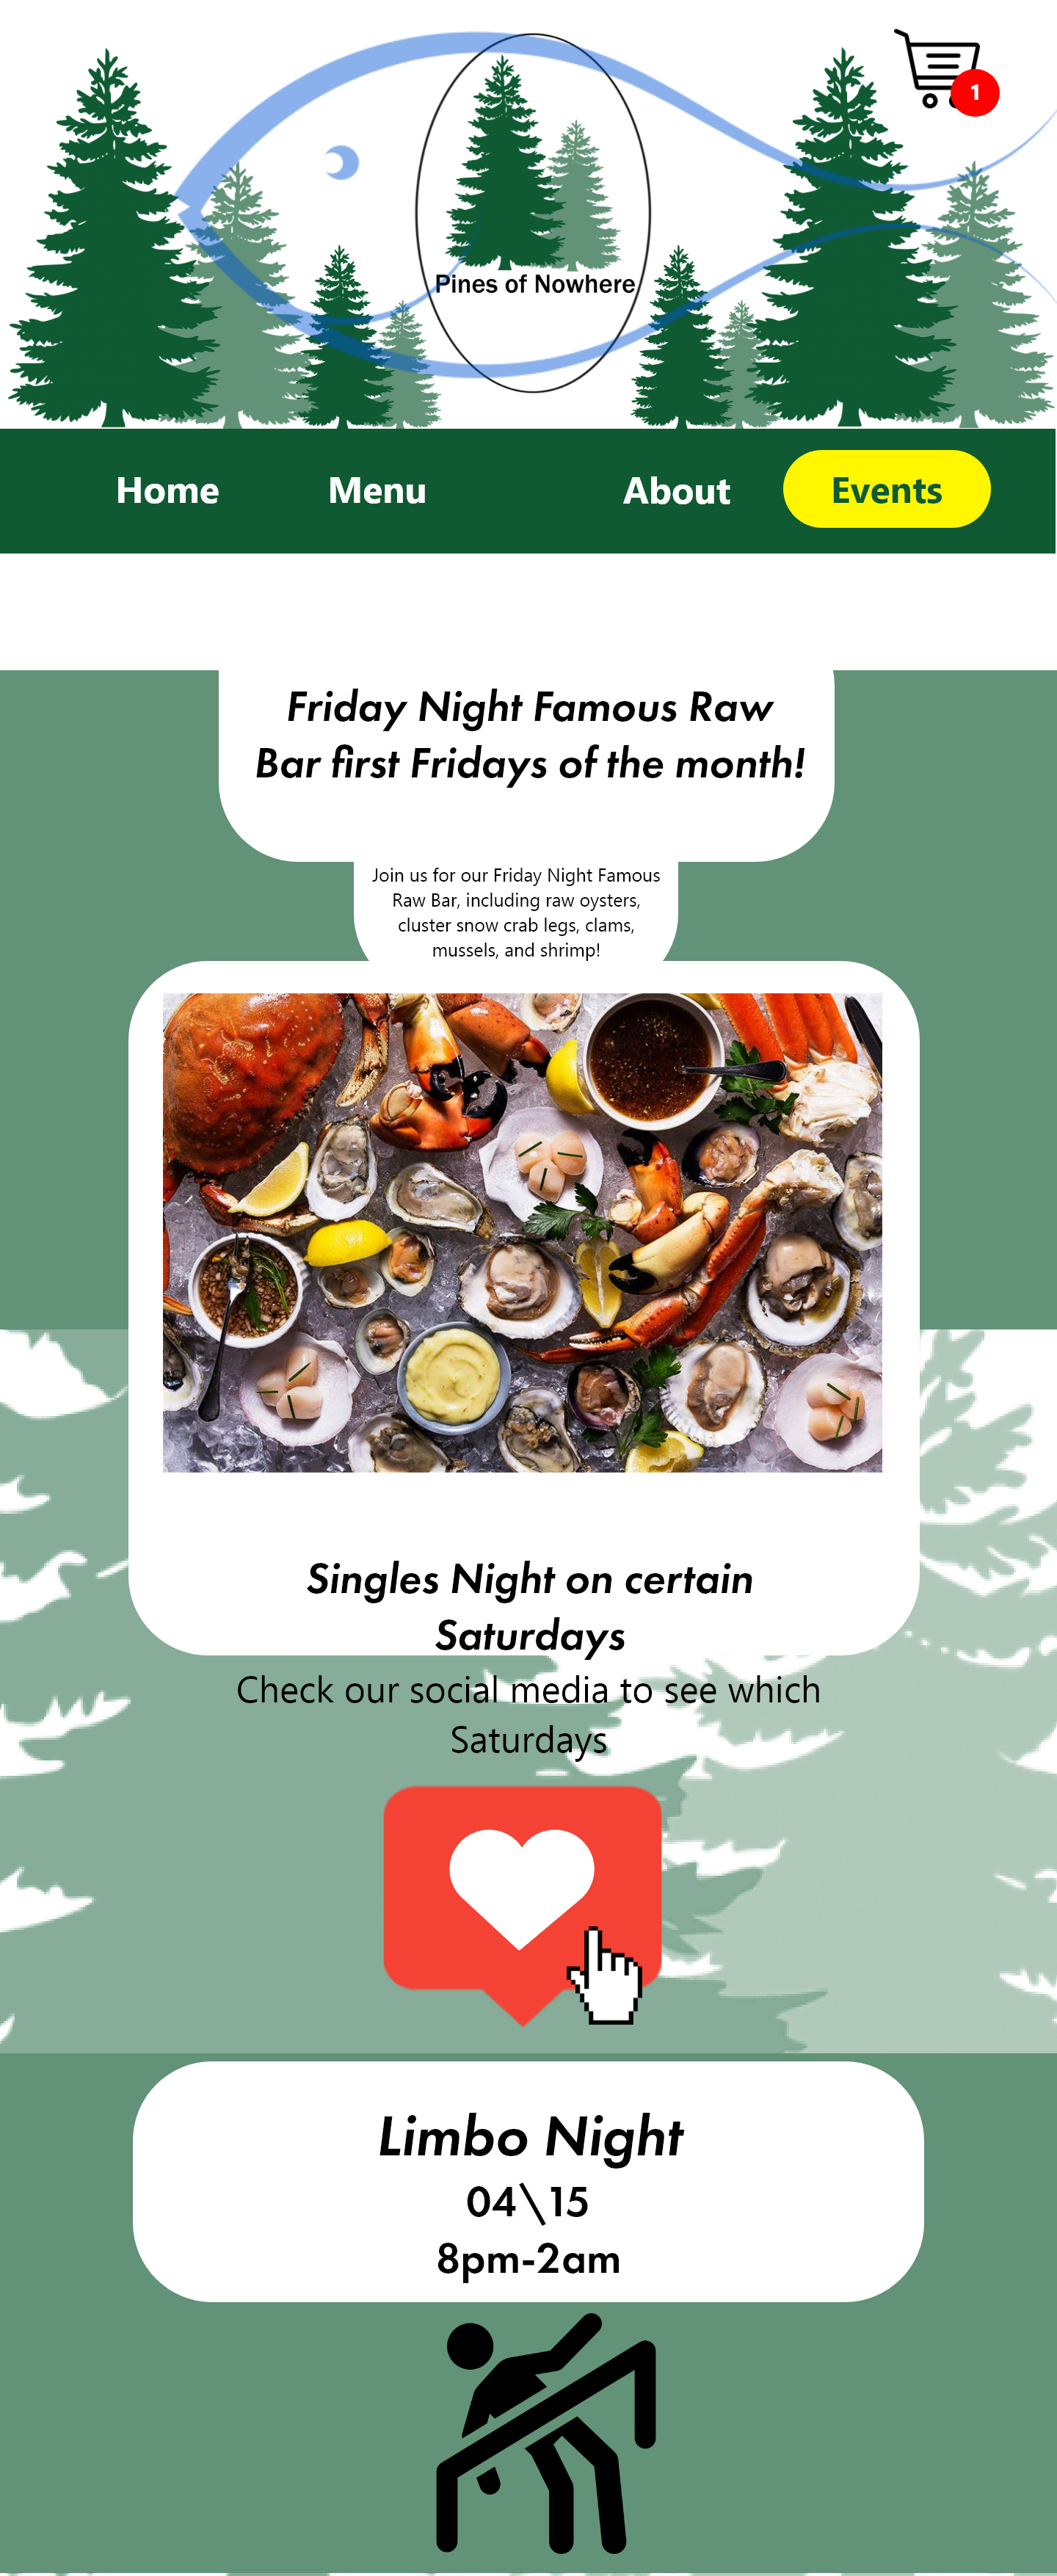 1
Pines of Nowhere
Home Menu About Events
Friday Night Famous Raw
Bar first Fridays of the month!
Join us for our Friday Night Famous
Raw Bar, including raw oysters,
cluster snow crab legs, clams,
mussels, and shrimp!
Singles Night on certain
Saturdays
Check our social media to see which
Saturdays
Limbo Night
04\15
8pm-2am